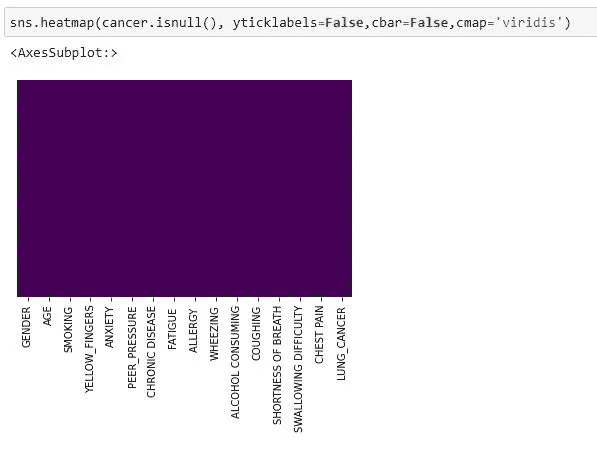 sns.heatmap(cancer.isnull(), yticklabels=False,cbar=False,cmap='viridis')
<AxesSubplot:>
GENDER
AGE
SMOKING
YELLOW_FINGERS
ANXIETY
PEER_PRESSURE
CHRONIC DISEASE
FATIGUE
ALLERGY
WHEEZING
ALCOHOL CONSUMING
COUGHING
SHORTNESS OF BREATH
SWALLOWING DIFFICULTY
CHEST PAIN
LUNG_CANCER